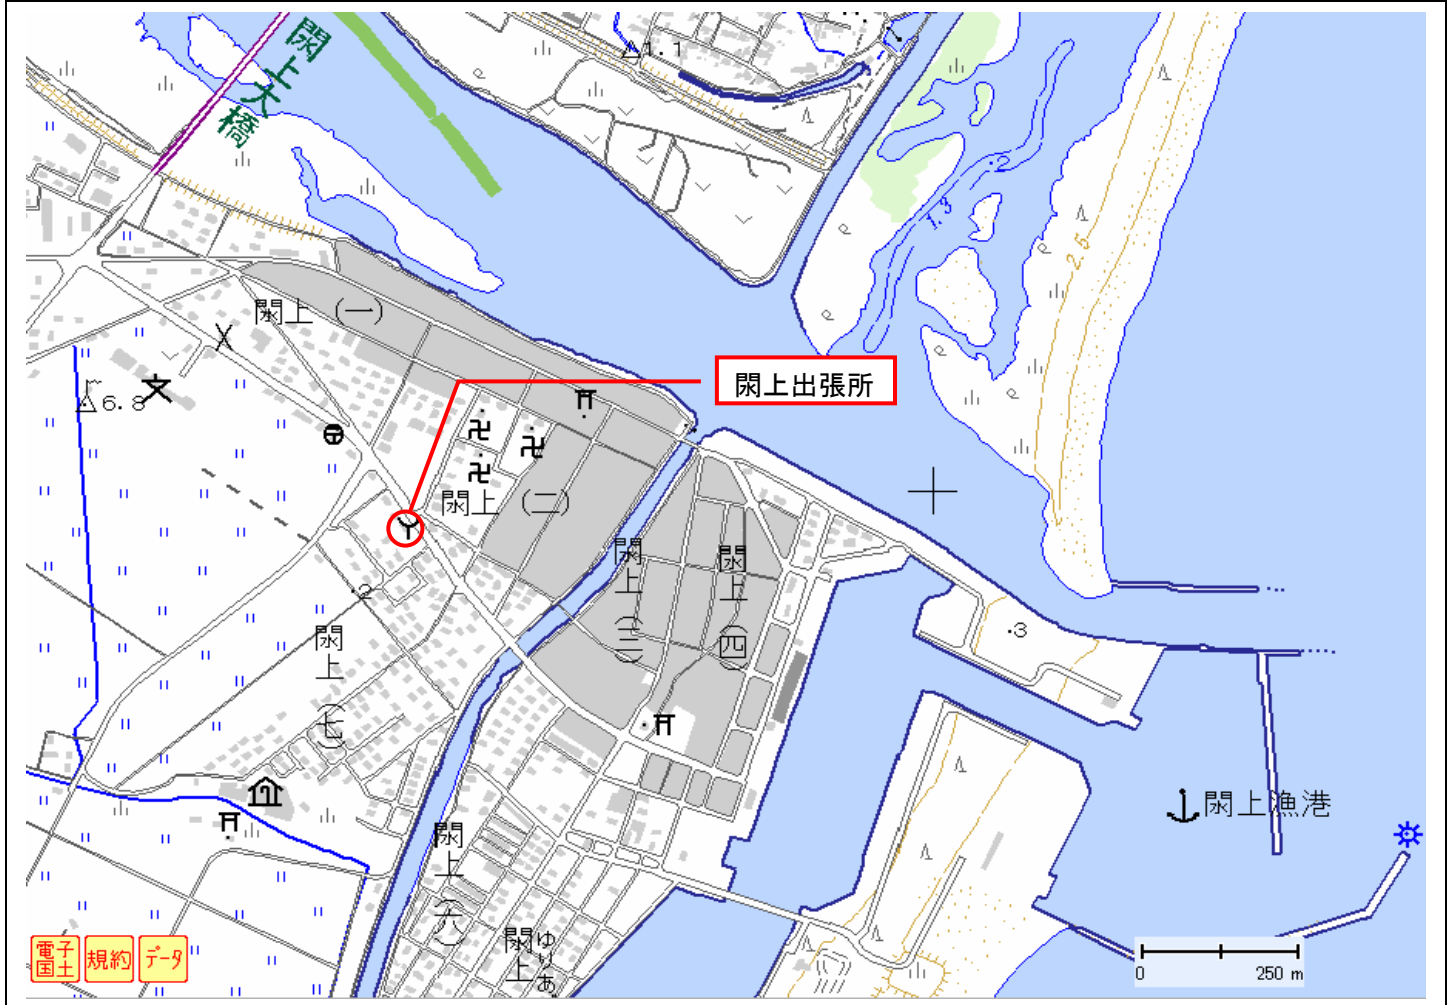 閖上大橋
1.1
.2
1.3
2.5
閖上(一)
閖上出張所
6.8
文
閖上(二)
閖上(三)
閖上(四)
.2
.3
閖上(七)
閖上漁港
閖上(六)
閖上
ゆりあ
電子国土
規約
データ
0
250 m